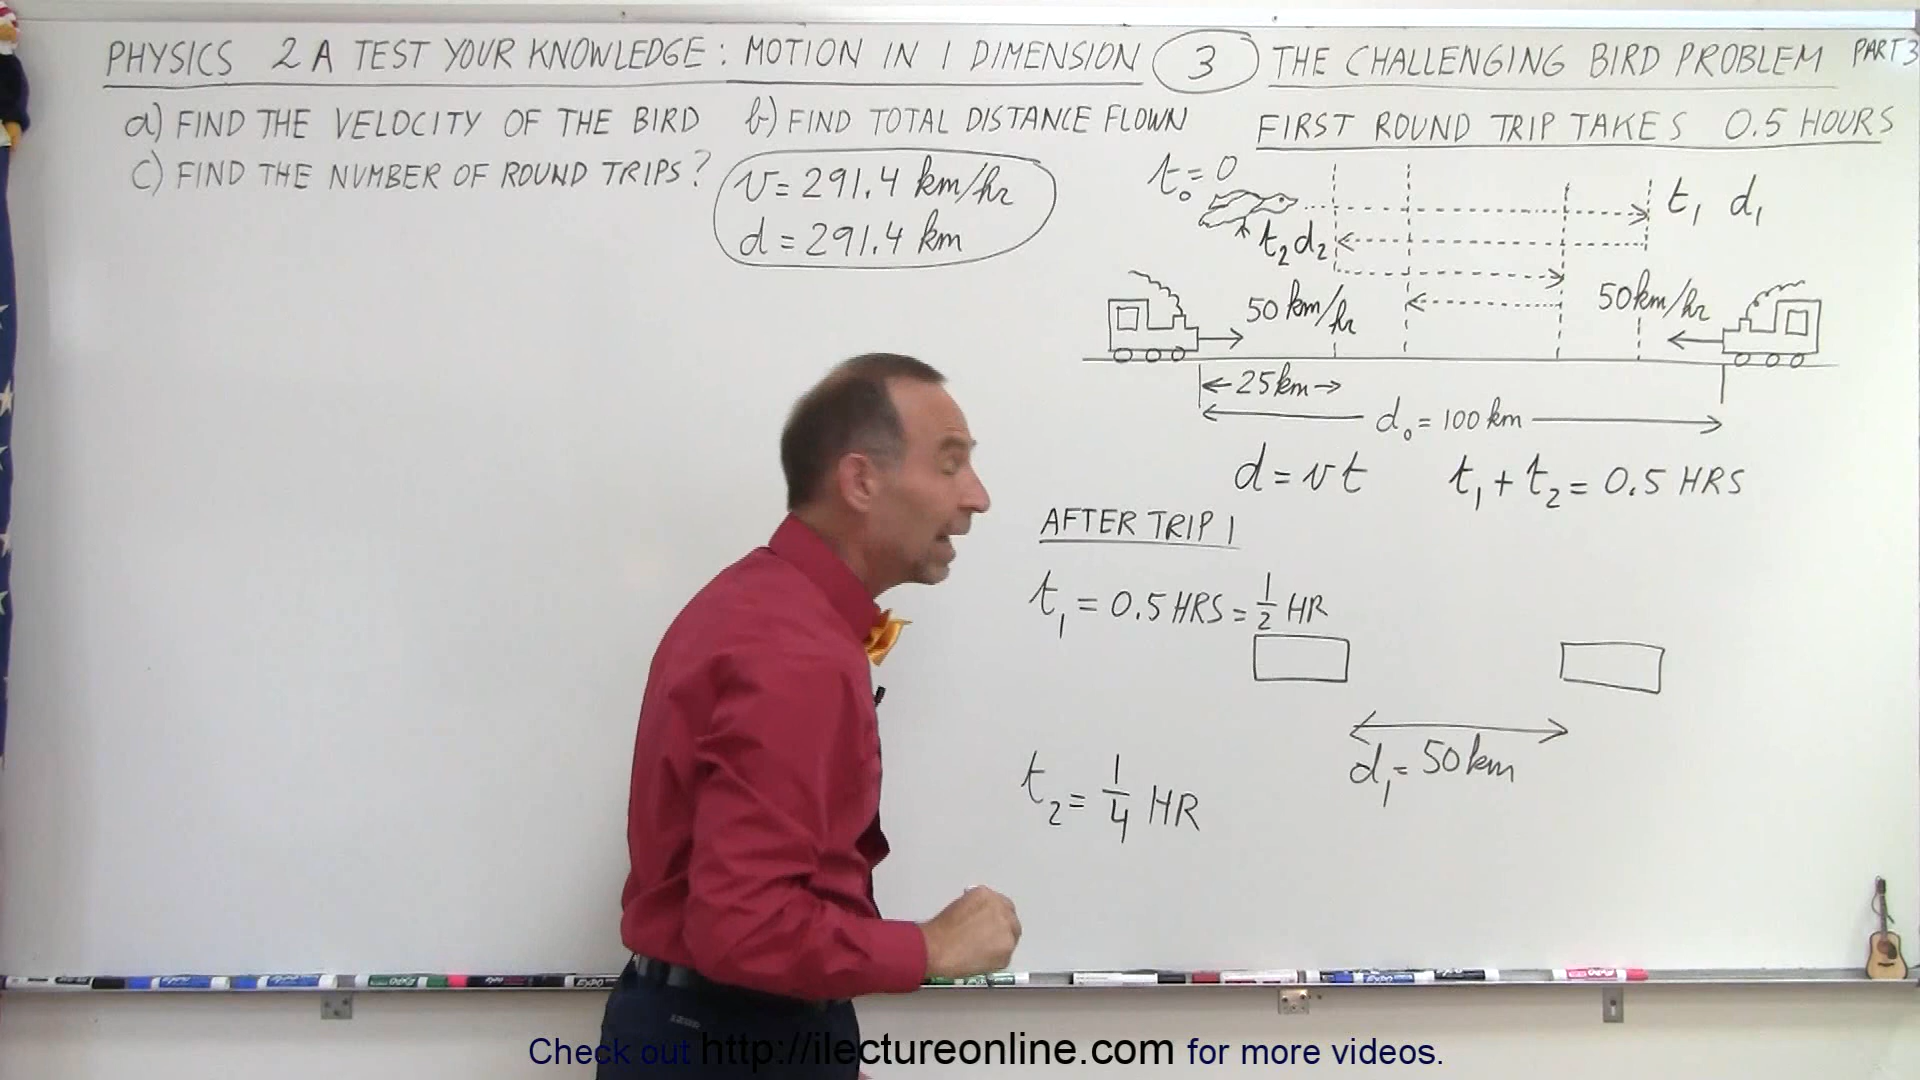 PHYSICS 2A TEST YOUR KNOWLEDGE: MOTION IN 1 DIMENSION 3 THE CHALLENGING BIRD PROBLEM PART 3
a) FIND THE VELOCITY OF THE BIRD b) FIND TOTAL DISTANCE FLOWN
c) FIND THE NUMBER OF ROUND TRIPS?
v = 291.4 km/hr
d = 291.4 km
FIRST ROUND TRIP TAKES 0.5 HOURS
t₀ = 0
t₁ d₁
t₂ d₂
50 km/hr
50 km/hr
25 km
d₀ = 100 km
d = vt t₁ + t₂ = 0.5 HRS
AFTER TRIP 1
t₁ = 0.5 HRS = 1/2 HR
d₁ = 50 km
t₂ = 1/4 HR
Check out http://ilectureonline.com for more videos.